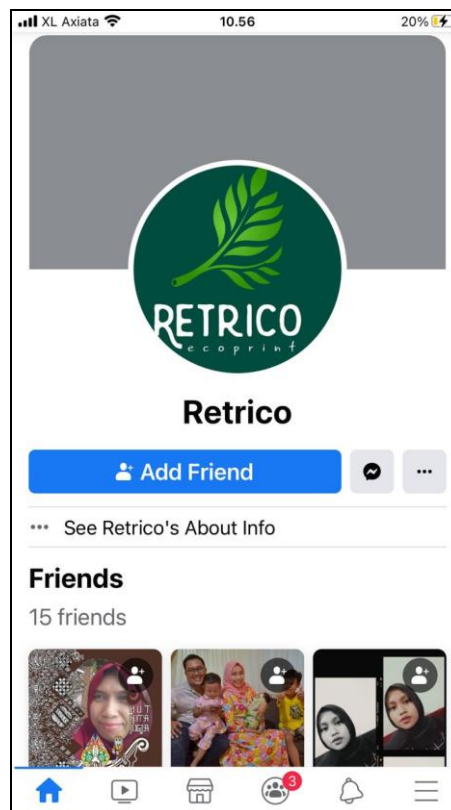 XL Axiata 10.56 20%
RETRICO
ecoprint
Retrico
Add Friend
See Retrico's About Info
Friends
15 friends
3